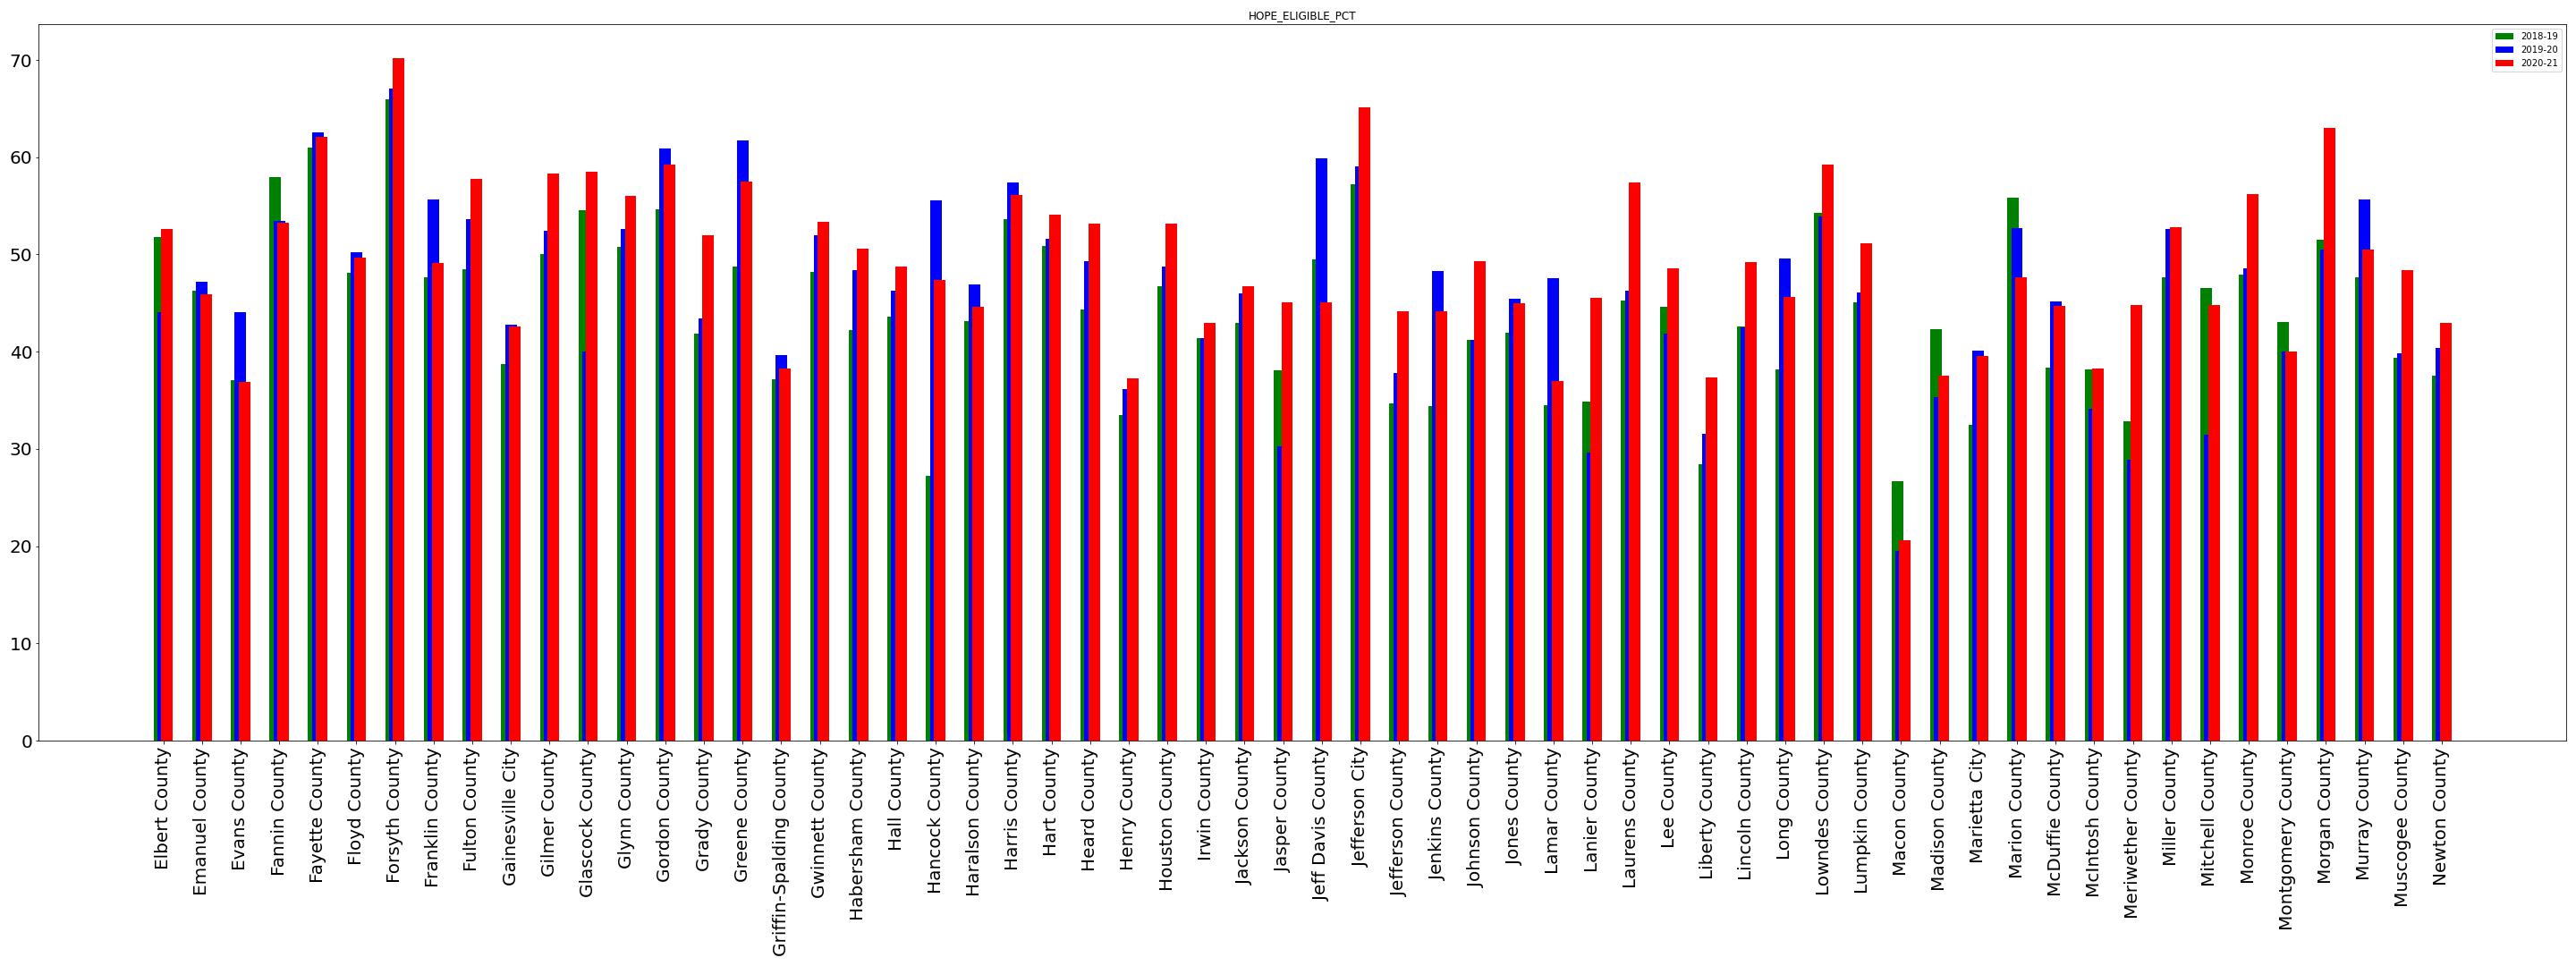 HOPE_ELIGIBLE_PCT
2018-19
2019-20
2020-21
70
60
50
40
30
20
10
0
Elbert County
Emanuel County
Evans County
Fannin County
Fayette County
Floyd County
Forsyth County
Franklin County
Fulton County
Gainesville City
Gilmer County
Glascock County
Glynn County
Gordon County
Grady County
Greene County
Griffin-Spalding County
Gwinnett County
Habersham County
Hall County
Hancock County
Haralson County
Harris County
Hart County
Heard County
Henry County
Houston County
Irwin County
Jackson County
Jasper County
Jeff Davis County
Jefferson City
Jefferson County
Jenkins County
Johnson County
Jones County
Lamar County
Lanier County
Laurens County
Lee County
Liberty County
Lincoln County
Long County
Lowndes County
Lumpkin County
Macon County
Madison County
Marietta City
Marion County
McDuffie County
McIntosh County
Meriwether County
Miller County
Mitchell County
Monroe County
Montgomery County
Morgan County
Murray County
Muscogee County
Newton County